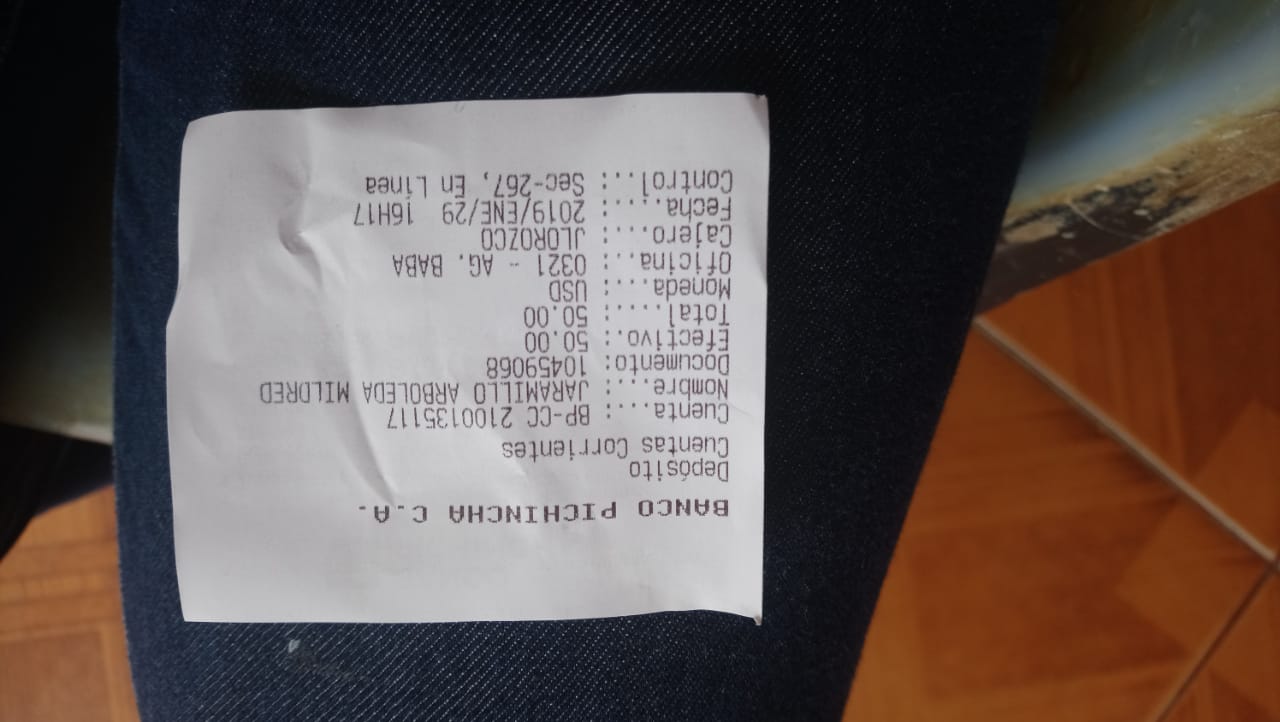 BANCO PICHINCHA C.A.
Depósito
Cuentas Corrientes
Cuenta...: BP-CC 2100135117
Nombre...: JARAMILLO ARBOLEDA MILDRED
Documento: 10459068
Efectivo.: 50.00
Total....: 50.00
Moneda...: USD
Oficina..: 0321 - AG. BABA
Cajero...: JLOROZCO
Fecha....: 2019/ENE/29 16H17
Control..: Sec-267, En Línea